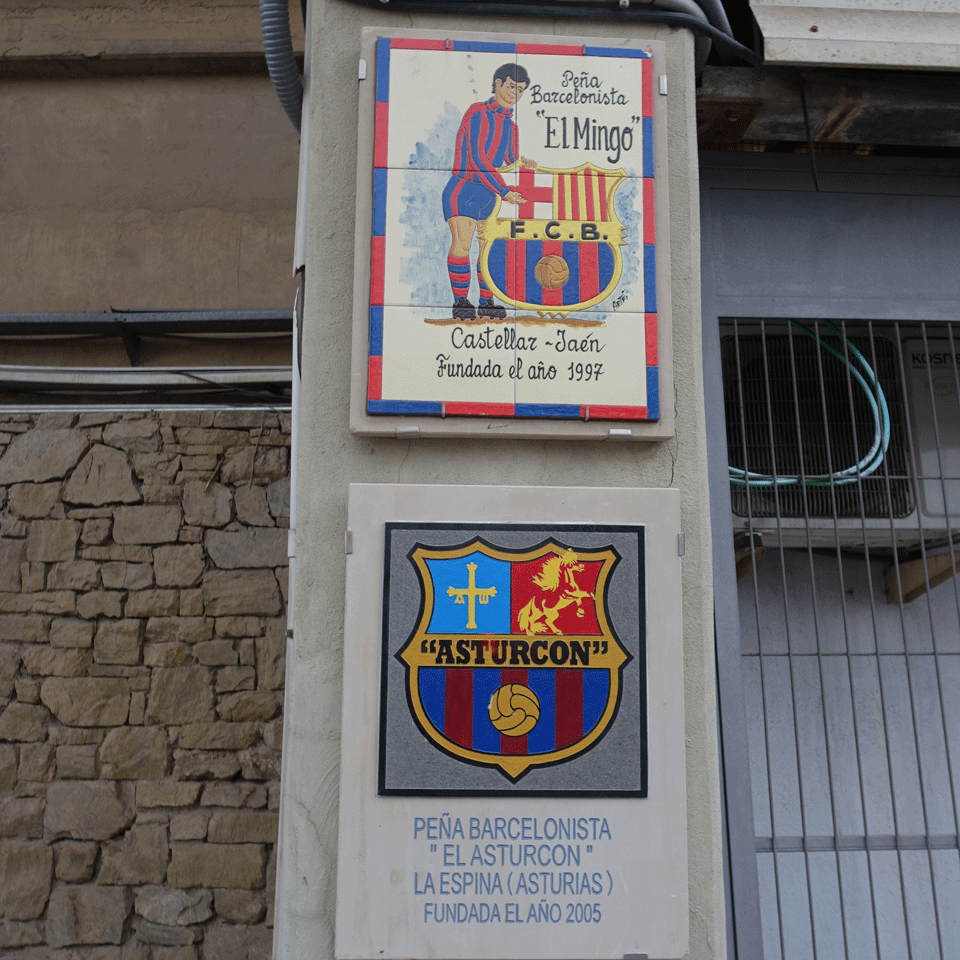 Peña
Barcelonista
"El Mingo"
F.C.B.
Castellar - Jaén
Fundada el año 1997
"ASTURCON"
PEÑA BARCELONISTA
" EL ASTURCON "
LA ESPINA ( ASTURIAS )
FUNDADA EL AÑO 2005